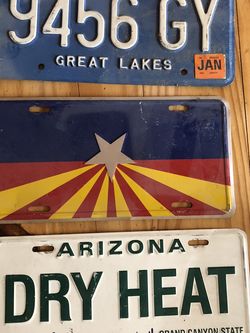 9456 GY
JAN
GREAT LAKES
ARIZONA
DRY HEAT
GRAND CANYON STATE